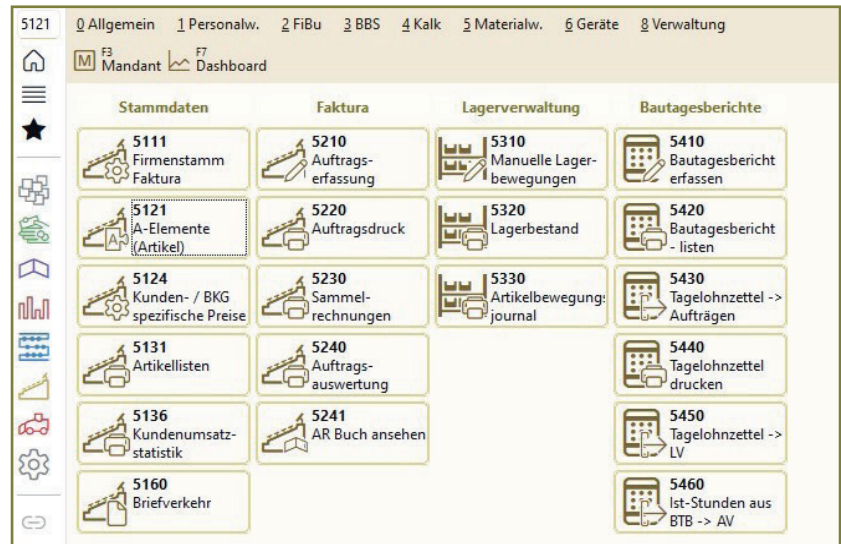 5121
0 Allgemein 1 Personalw. 2 FiBu 3 BBS 4 Kalk 5 Materialw. 6 Geräte 8 Verwaltung
M F3 Mandant F7 Dashboard
Stammdaten
5111
Firmenstamm
Faktura
5121
A-Elemente
(Artikel)
5124
Kunden- / BKG
spezifische Preise
5131
Artikellisten
5136
Kundenumsatz-
statistik
5160
Briefverkehr
Faktura
5210
Auftrags-
erfassung
5220
Auftragsdruck
5230
Sammel-
rechnungen
5240
Auftrags-
auswertung
5241
AR Buch ansehen
Lagerverwaltung
5310
Manuelle Lager-
bewegungen
5320
Lagerbestand
5330
Artikelbewegungs
journal
Bautagesberichte
5410
Bautagesbericht
erfassen
5420
Bautagesbericht
- listen
5430
Tagelohnzettel ->
Aufträgen
5440
Tagelohnzettel
drucken
5450
Tagelohnzettel ->
LV
5460
Ist-Stunden aus
BTB -> AV